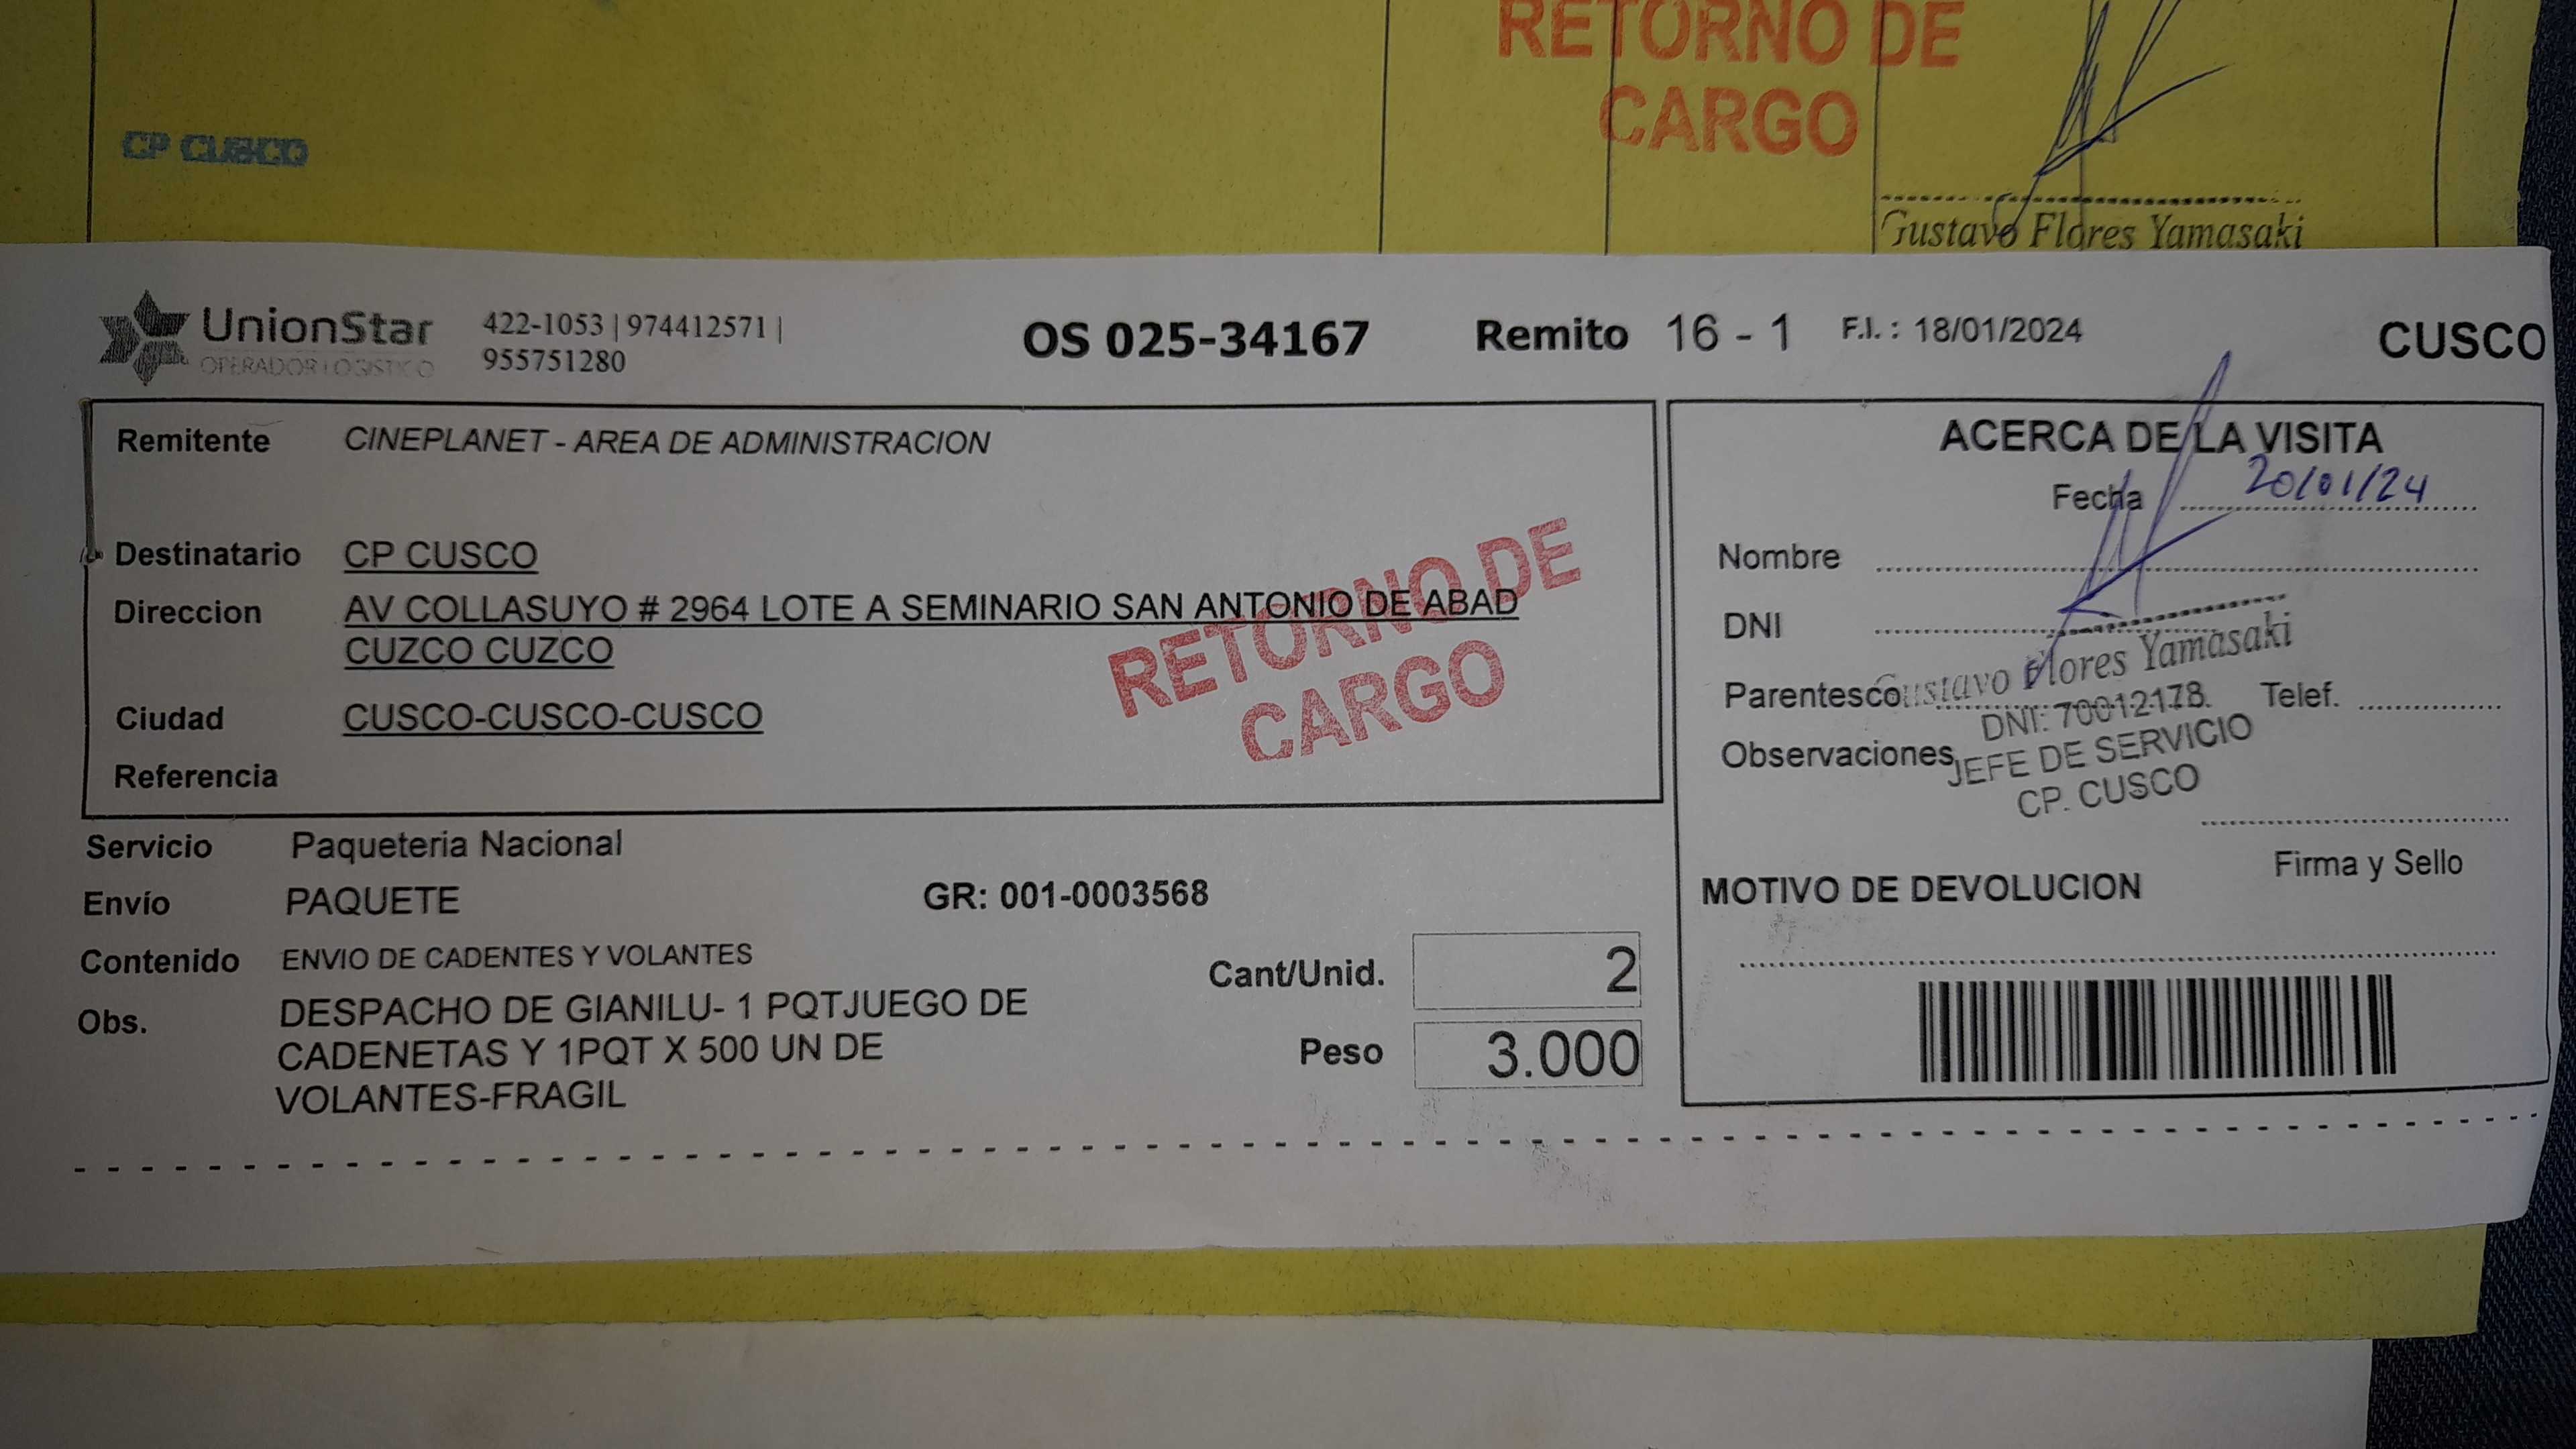 RETORNO DE
CARGO
CP CUSCO
Gustavo Flores Yamasaki
UnionStar
OPERADOR LOGISTICO
422-1053 | 974412571 |
955751280
OS 025-34167
Remito 16 - 1
F.I. : 18/01/2024
CUSCO
Remitente CINEPLANET - AREA DE ADMINISTRACION
Destinatario CP CUSCO
Direccion AV COLLASUYO # 2964 LOTE A SEMINARIO SAN ANTONIO DE ABAD
CUZCO CUZCO
Ciudad CUSCO-CUSCO-CUSCO
Referencia
RETORNO DE
CARGO
ACERCA DE LA VISITA
Fecha 20/01/24
Nombre
DNI
Parentesco
Telef.
Observaciones
Gustavo Flores Yamasaki
DNI: 70012178
JEFE DE SERVICIO
CP. CUSCO
Firma y Sello
MOTIVO DE DEVOLUCION
Servicio Paqueteria Nacional
Envío PAQUETE
GR: 001-0003568
Contenido ENVIO DE CADENTES Y VOLANTES
Cant/Unid. 2
Obs. DESPACHO DE GIANILU- 1 PQTJUEGO DE
CADENETAS Y 1PQT X 500 UN DE
VOLANTES-FRAGIL
Peso 3.000